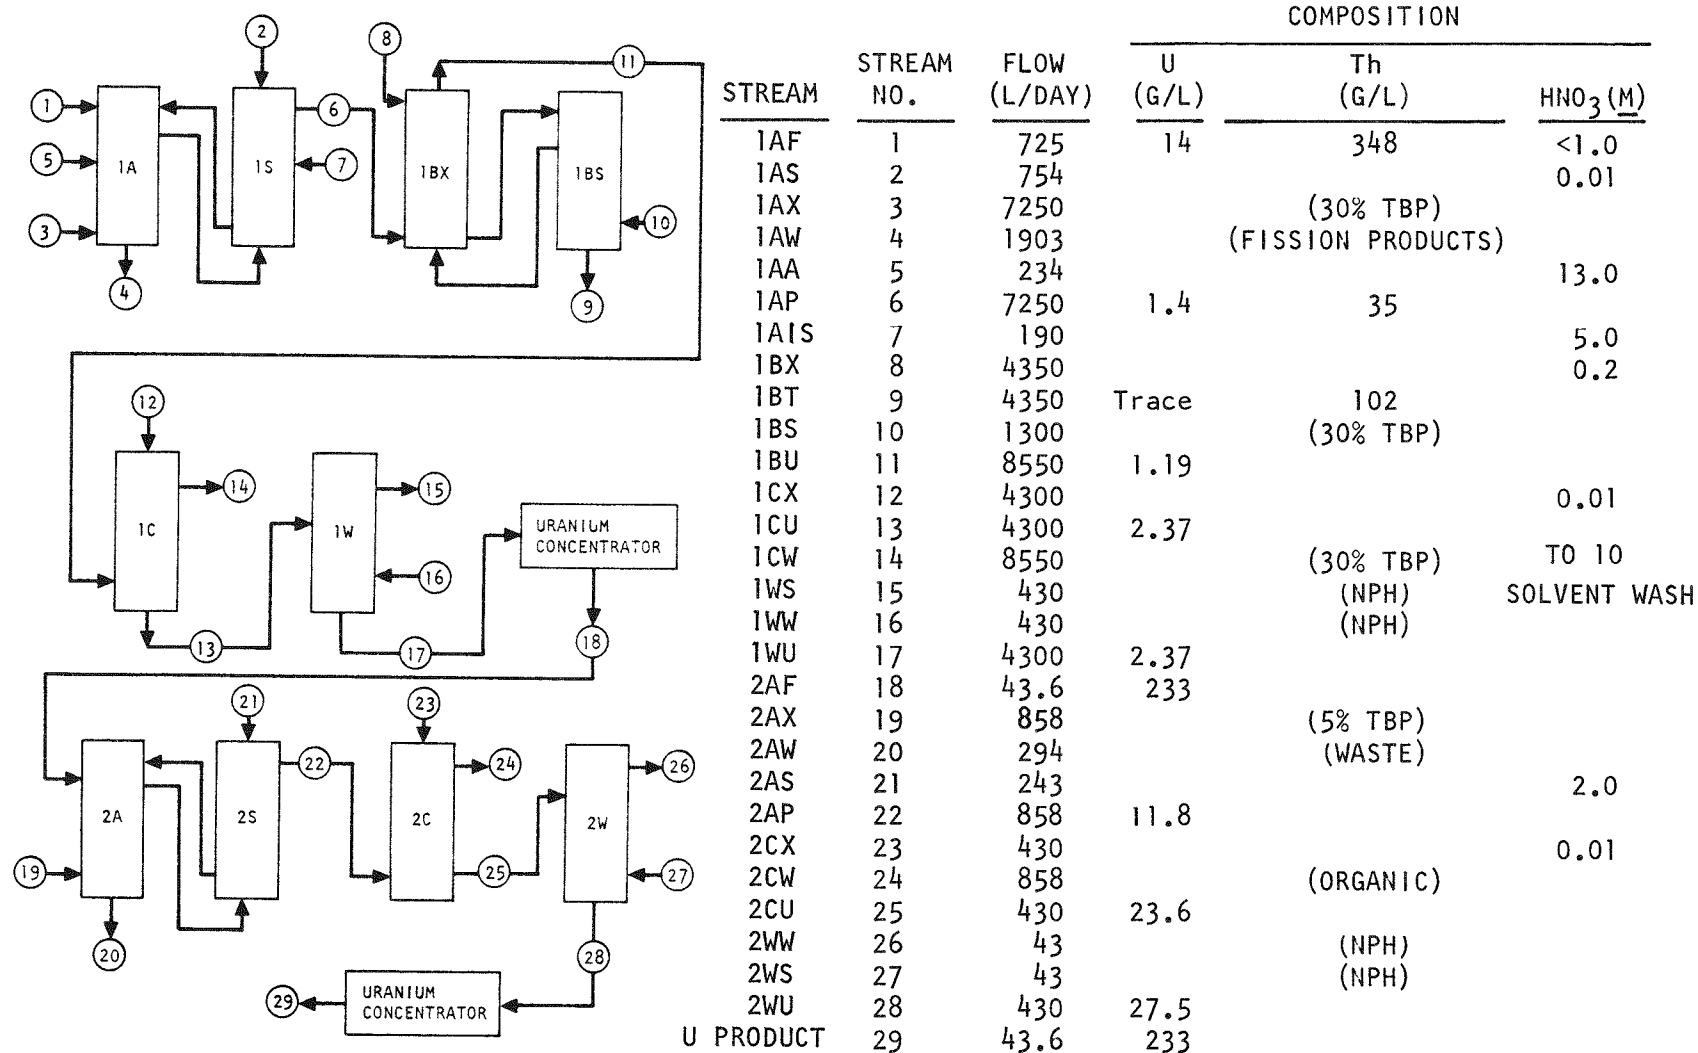 COMPOSITION
STREAM STREAM NO. FLOW (L/DAY) U (G/L) Th (G/L) HNO3 (M)
1AF 1 725 14 348 <1.0
1AS 2 754 0.01
1AX 3 7250 (30% TBP)
1AW 4 1903 (FISSION PRODUCTS)
1AA 5 234 13.0
1AP 6 7250 1.4 35
1AIS 7 190 5.0
1BX 8 4350 0.2
1BT 9 4350 Trace 102
1BS 10 1300 (30% TBP)
1BU 11 8550 1.19
1CX 12 4300 0.01
1CU 13 4300 2.37
1CW 14 8550 (30% TBP) TO 10
1WS 15 430 (NPH) SOLVENT WASH
1WW 16 430 (NPH)
1WU 17 4300 2.37
2AF 18 43.6 233
2AX 19 858 (5% TBP)
2AW 20 294 (WASTE)
2AS 21 243 2.0
2AP 22 858 11.8
2CX 23 430 0.01
2CW 24 858 (ORGANIC)
2CU 25 430 23.6
2WW 26 43 (NPH)
2WS 27 43 (NPH)
2WU 28 430 27.5
U PRODUCT 29 43.6 233
2 8 11
1 6
5 1A 1S 7 1BX 1BS
3 10
4 9
12
14 15
1C 1W URANIUM
CONCENTRATOR
16
13 17 18
21 23
22 24 26
2A 2S 2C 2W
19 25 27
20 28
29 URANIUM
CONCENTRATOR